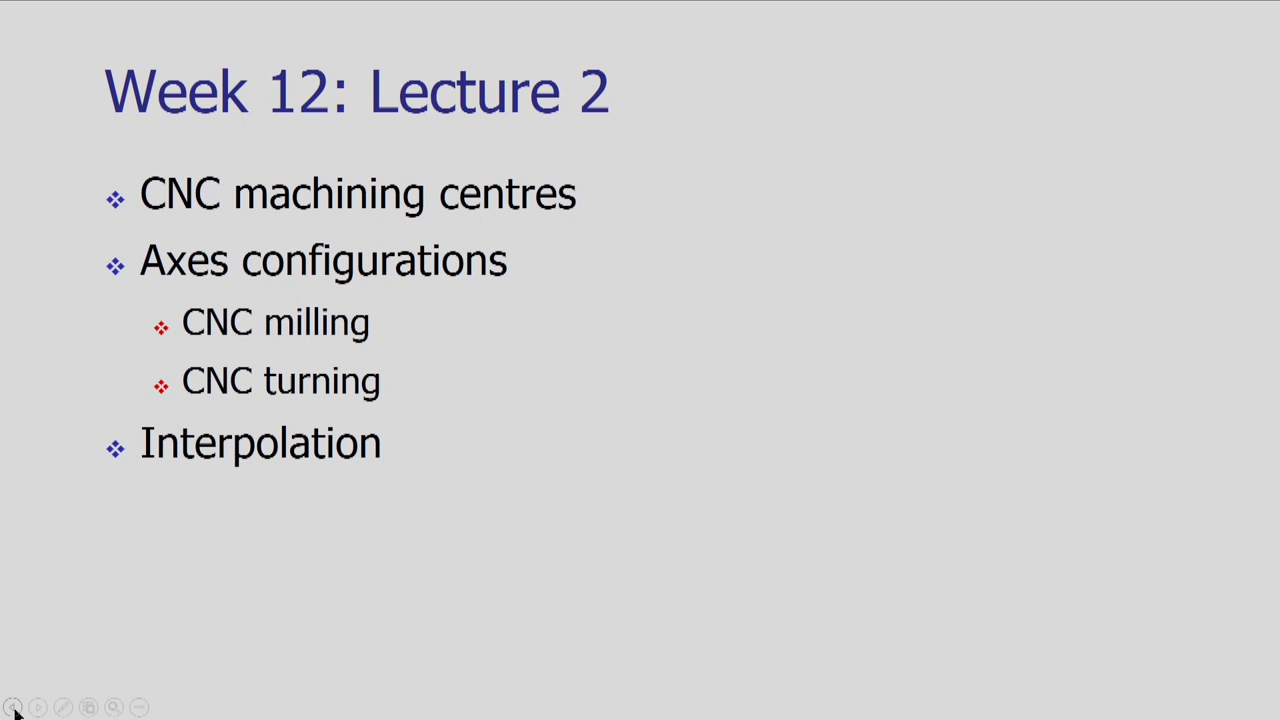 Week 12: Lecture 2
CNC machining centres
Axes configurations
CNC milling
CNC turning
Interpolation